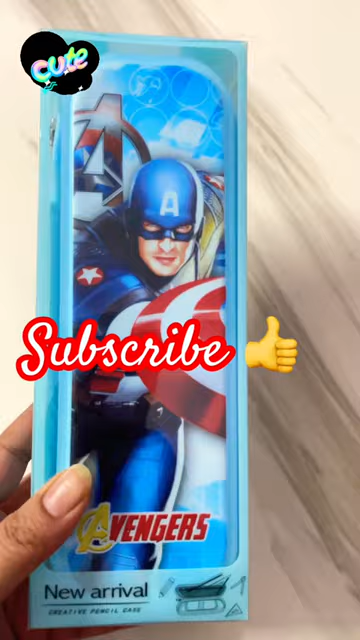 cute
A
Subscribe 👍
AVENGERS
New arrival
CREATIVE PENCIL CASE